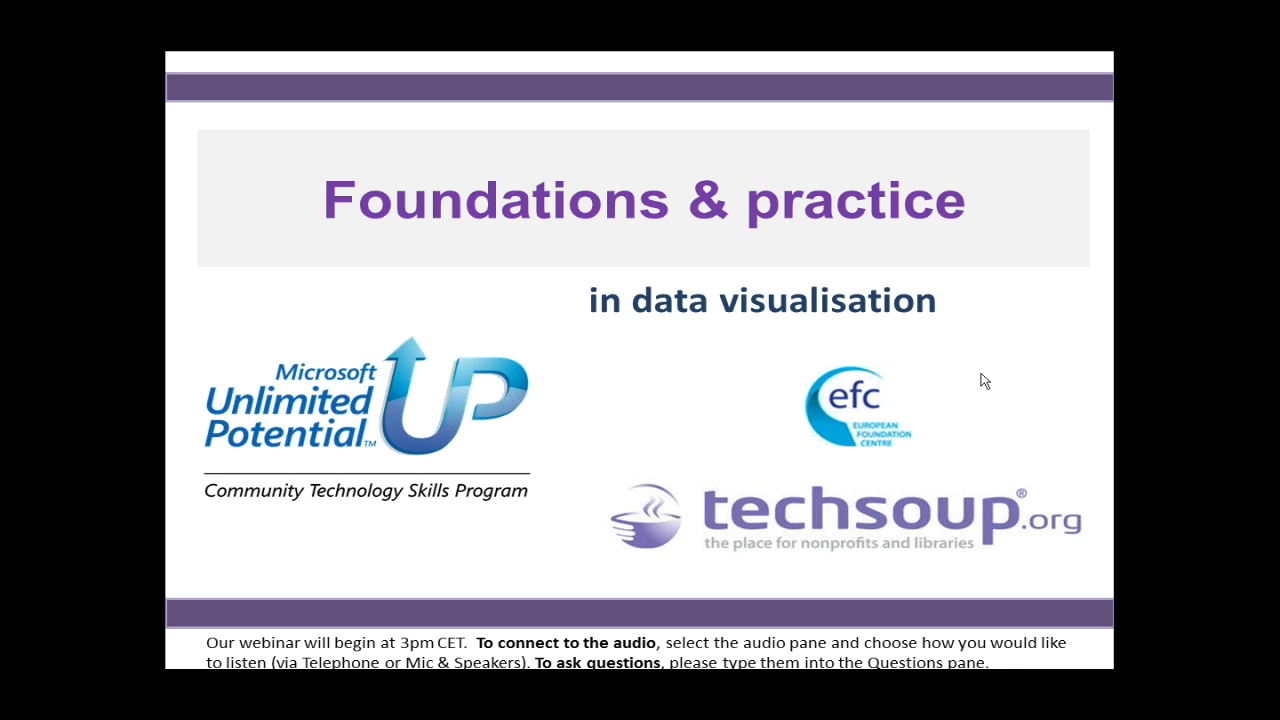 Foundations & practice
in data visualisation
Microsoft
Unlimited
Potential™
UP
Community Technology Skills Program
efc
EUROPEAN
FOUNDATION
CENTRE
techsoup®.org
the place for nonprofits and libraries
Our webinar will begin at 3pm CET. To connect to the audio, select the audio pane and choose how you would like
to listen (via Telephone or Mic & Speakers). To ask questions, please type them into the Questions pane.